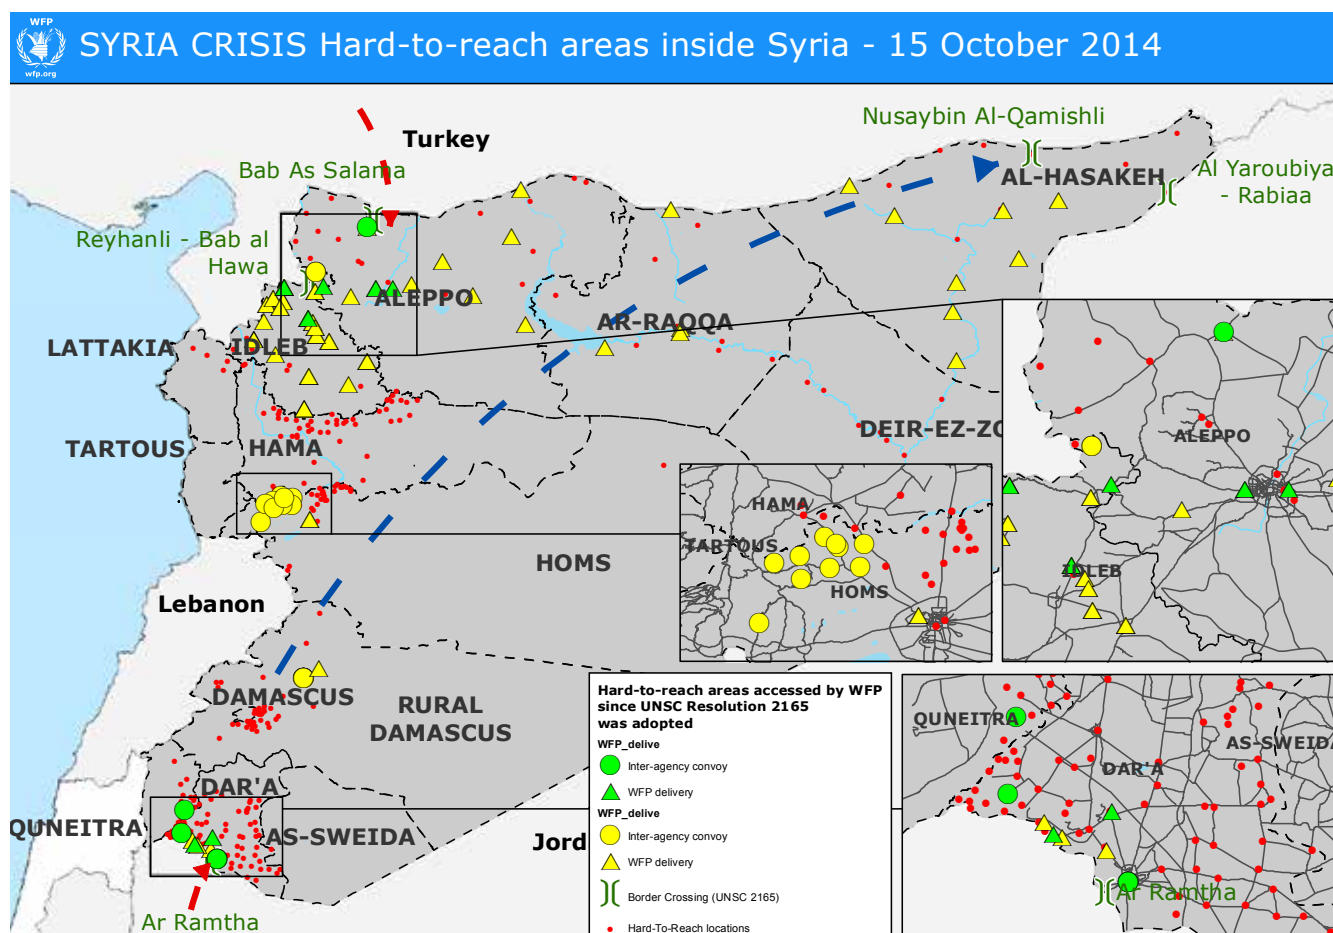 WFP
wfp.org
SYRIA CRISIS Hard-to-reach areas inside Syria - 15 October 2014
Nusaybin Al-Qamishli
Turkey
Bab As Salama
AL-HASAKEH
Al Yaroubiya
- Rabiaa
Reyhanli - Bab al
Hawa
ALEPPO
AR-RAQQA
LATTAKIA
IDLEB
TARTOUS
HAMA
DEIR-EZ-ZO
ALEPPO
IDLEB
HAMA
TARTOUS
HOMS
HOMS
Lebanon
DAMASCUS
RURAL
DAMASCUS
DAR'A
QUNEITRA
AS-SWEIDA
Jord
Ar Ramtha
Hard-to-reach areas accessed by WFP
since UNSC Resolution 2165
was adopted
WFP_delive
Inter-agency convoy
WFP delivery
WFP_delive
Inter-agency convoy
WFP delivery
Border Crossing (UNSC 2165)
Hard-To-Reach locations
QUNEITRA
AS-SWEIDA
DAR'A
Ar Ramtha